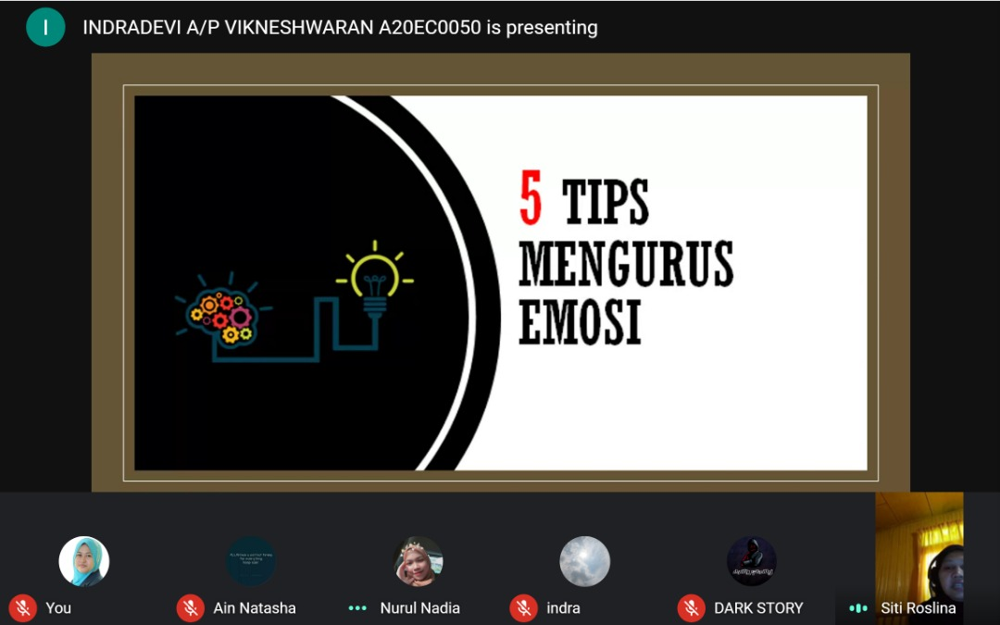 I
INDRADEVI A/P VIKNESHWARAN A20EC0050 is presenting
5 TIPS
MENGURUS
EMOSI
You
Ain Natasha
Nurul Nadia
indra
DARK STORY
Siti Roslina